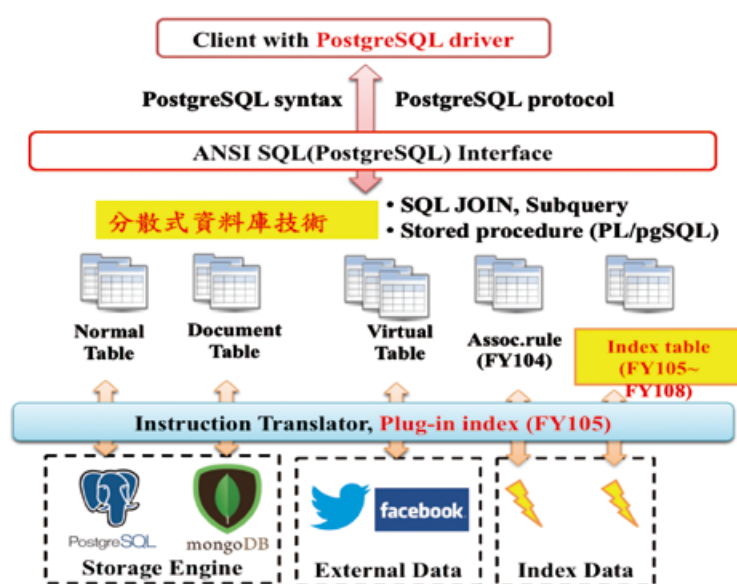 Client with PostgreSQL driver
PostgreSQL syntax
PostgreSQL protocol
ANSI SQL(PostgreSQL) Interface
分散式資料庫技術
• SQL JOIN, Subquery
• Stored procedure (PL/pgSQL)
Normal
Table
Document
Table
Virtual
Table
Assoc.rule
(FY104)
Index table
(FY105~
FY108)
Instruction Translator, Plug-in index (FY105)
PostgreSQL
mongoDB
Storage Engine
facebook
External Data
Index Data